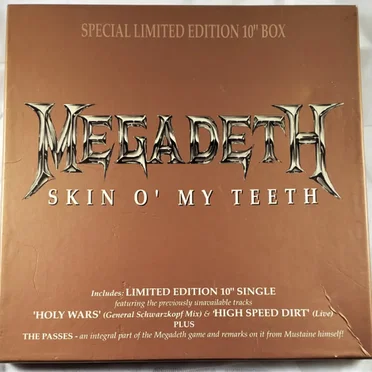 SPECIAL LIMITED EDITION 10" BOX
MEGADETH
SKIN O' MY TEETH
Includes: LIMITED EDITION 10" SINGLE
featuring the previously unavailable tracks
'HOLY WARS' (General Schwarzkopf Mix) & 'HIGH SPEED DIRT' (Live)
PLUS
THE PASSES - an integral part of the Megadeth game and remarks on it from Mustaine himself!